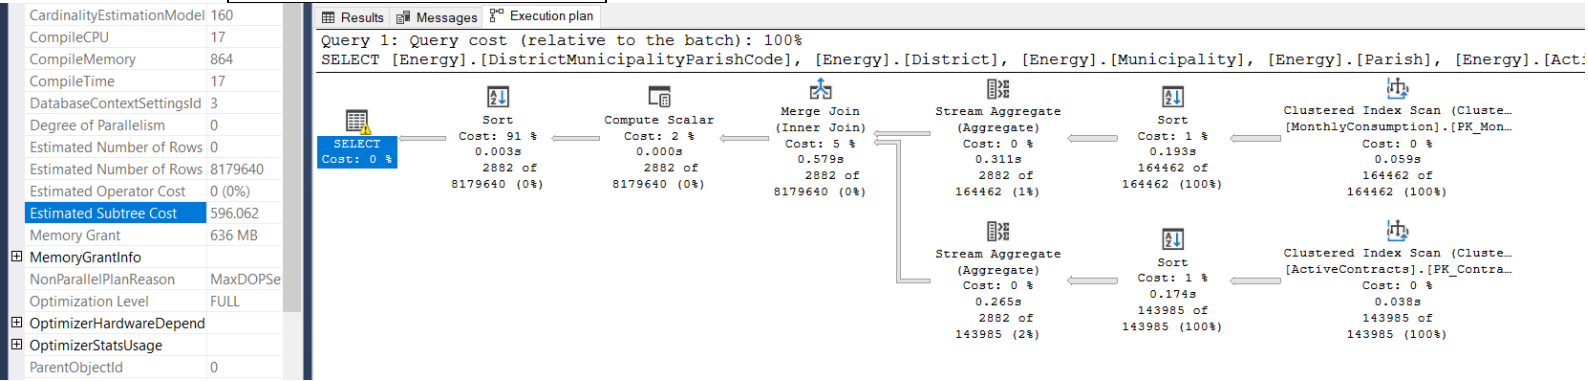 CardinalityEstimationModel 160
CompileCPU 17
CompileMemory 864
CompileTime 17
DatabaseContextSettingsId 3
Degree of Parallelism 0
Estimated Number of Rows 0
Estimated Number of Rows 8179640
Estimated Operator Cost 0 (0%)
Estimated Subtree Cost 596.062
Memory Grant 636 MB
MemoryGrantInfo
NonParallelPlanReason MaxDOPSe
Optimization Level FULL
OptimizerHardwareDepend
OptimizerStatsUsage
ParentObjectId 0
Results Messages Execution plan
Query 1: Query cost (relative to the batch): 100%
SELECT [Energy].[DistrictMunicipalityParishCode], [Energy].[District], [Energy].[Municipality], [Energy].[Parish], [Energy].[Acti
SELECT
Cost: 0 %
Sort
Cost: 91 %
0.003s
2882 of
8179640 (0%)
Compute Scalar
Cost: 2 %
0.000s
2882 of
8179640 (0%)
Merge Join
(Inner Join)
Cost: 5 %
0.579s
2882 of
8179640 (0%)
Stream Aggregate
(Aggregate)
Cost: 0 %
0.311s
2882 of
164462 (1%)
Sort
Cost: 1 %
0.193s
164462 of
164462 (100%)
Clustered Index Scan (Cluste…
[MonthlyConsumption].[PK_Mon…
Cost: 0 %
0.059s
164462 of
164462 (100%)
Stream Aggregate
(Aggregate)
Cost: 0 %
0.265s
2882 of
143985 (2%)
Sort
Cost: 1 %
0.174s
143985 of
143985 (100%)
Clustered Index Scan (Cluste…
[ActiveContracts].[PK_Contra…
Cost: 0 %
0.038s
143985 of
143985 (100%)